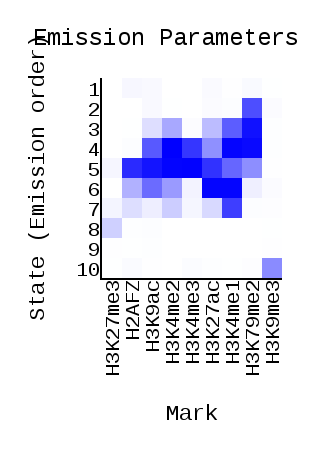 Emission Parameters
State (Emission order)
1
2
3
4
5
6
7
8
9
10
H3K27me3
H2AFZ
H3K9ac
H3K4me2
H3K4me3
H3K27ac
H3K4me1
H3K79me2
H3K9me3
Mark